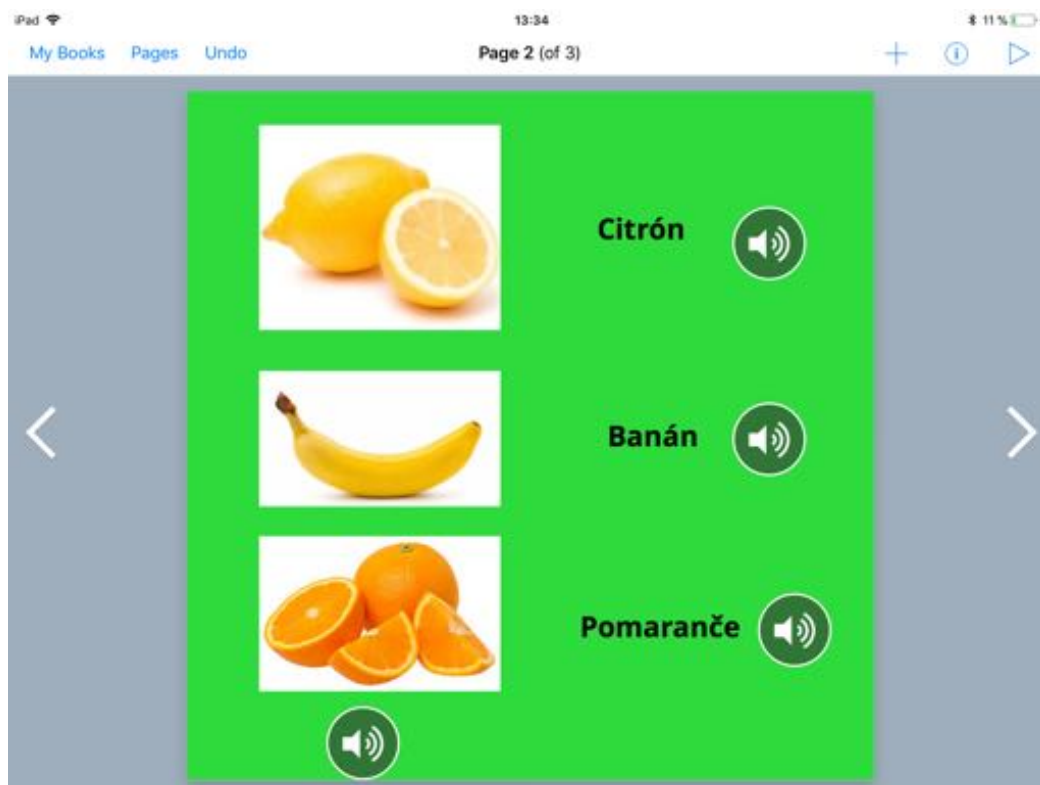 iPad 13:34 11 %
My Books Pages Undo Page 2 (of 3)
Citrón
Banán
Pomaranče